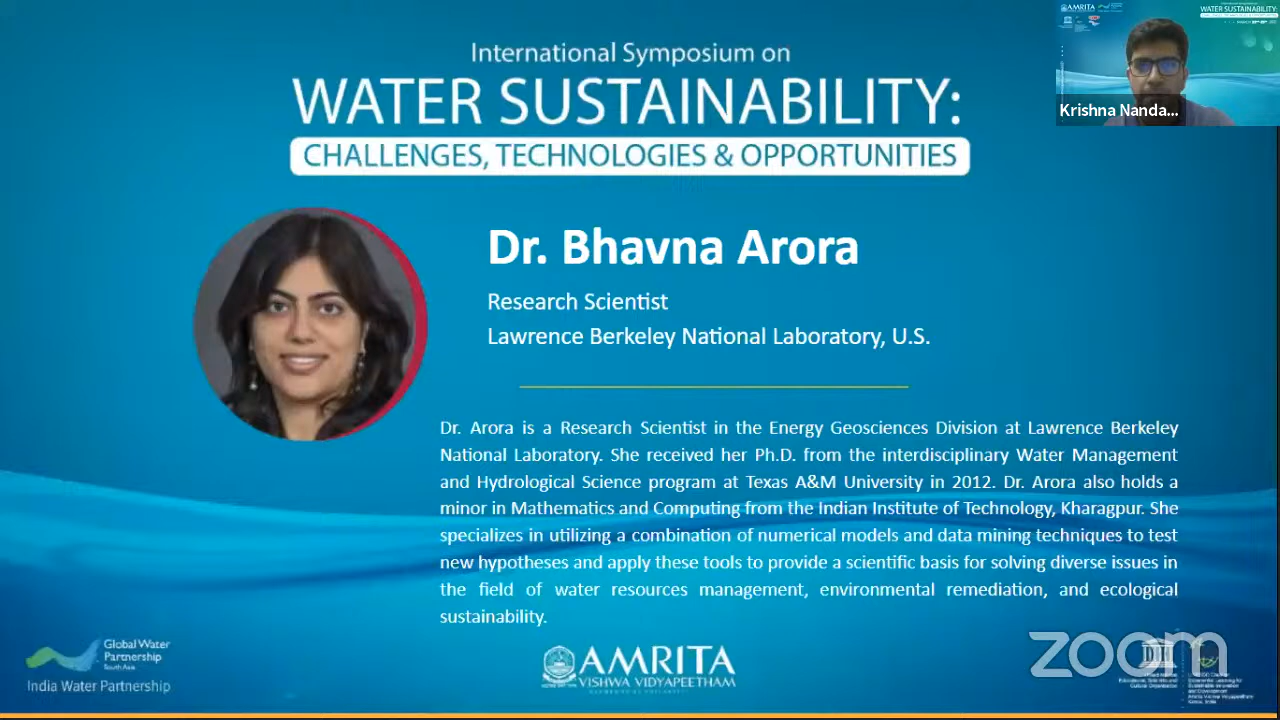 International Symposium on
WATER SUSTAINABILITY:
CHALLENGES, TECHNOLOGIES & OPPORTUNITIES
AMRITA
WATER SUSTAINABILITY:
Krishna Nanda...
Dr. Bhavna Arora
Research Scientist
Lawrence Berkeley National Laboratory, U.S.
Dr. Arora is a Research Scientist in the Energy Geosciences Division at Lawrence Berkeley
National Laboratory. She received her Ph.D. from the interdisciplinary Water Management
and Hydrological Science program at Texas A&M University in 2012. Dr. Arora also holds a
minor in Mathematics and Computing from the Indian Institute of Technology, Kharagpur. She
specializes in utilizing a combination of numerical models and data mining techniques to test
new hypotheses and apply these tools to provide a scientific basis for solving diverse issues in
the field of water resources management, environmental remediation, and ecological
sustainability.
Global Water
Partnership
South Asia
India Water Partnership
AMRITA
VISHWA VIDYAPEETHAM
zoom